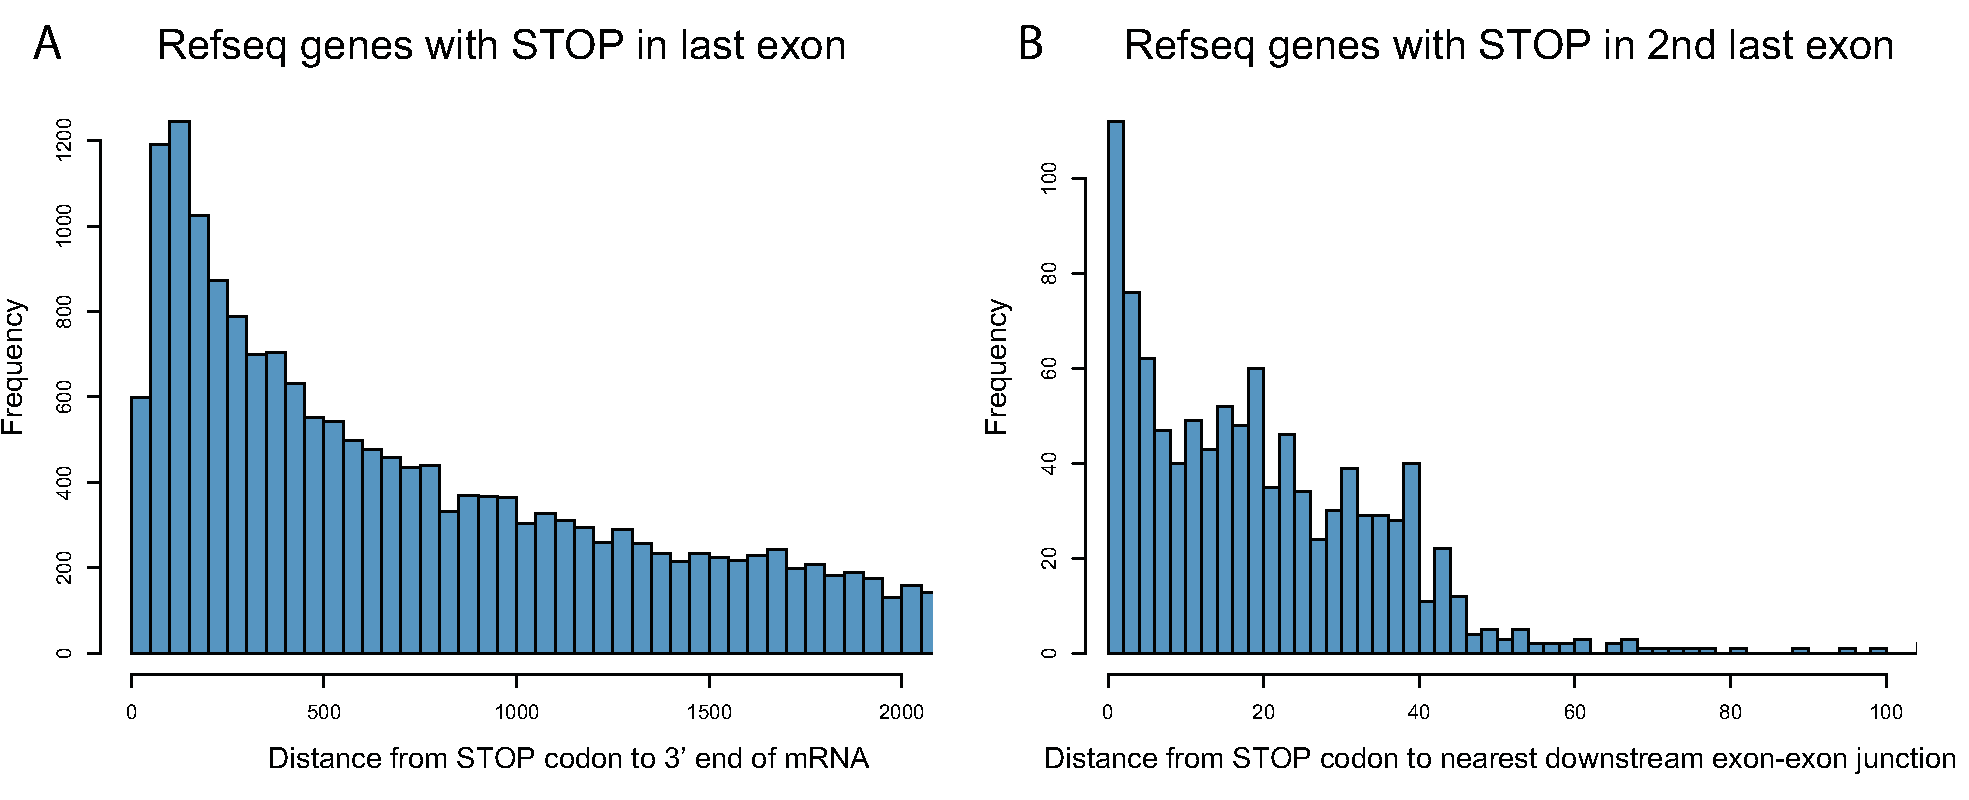 A
Refseq genes with STOP in last exon
Frequency
1200
1000
800
600
400
200
0
0 500 1000 1500 2000
Distance from STOP codon to 3’ end of mRNA
B
Refseq genes with STOP in 2nd last exon
Frequency
100
80
60
40
20
0
0 20 40 60 80 100
Distance from STOP codon to nearest downstream exon-exon junction